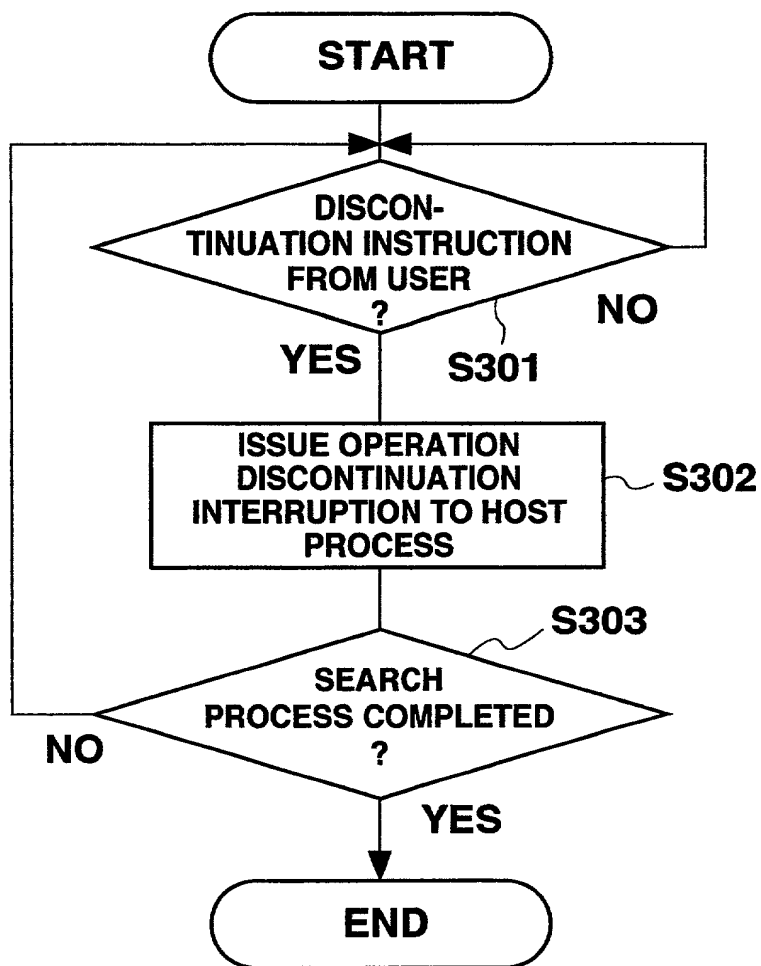 START
DISCON-
TINUATION INSTRUCTION
FROM USER
?
NO
YES
S301
ISSUE OPERATION
DISCONTINUATION
INTERRUPTION TO HOST
PROCESS
S302
S303
SEARCH
PROCESS COMPLETED
?
NO
YES
END